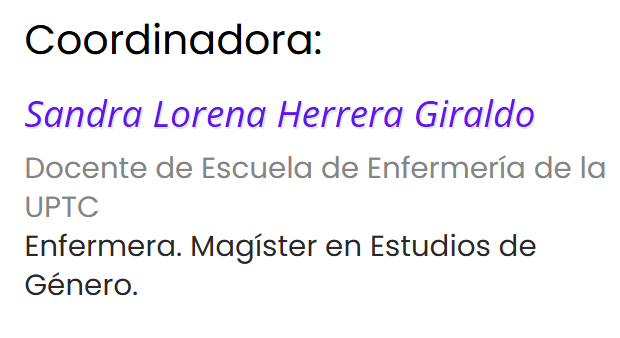 Coordinadora:
Sandra Lorena Herrera Giraldo
Docente de Escuela de Enfermería de la
UPTC
Enfermera. Magíster en Estudios de
Género.